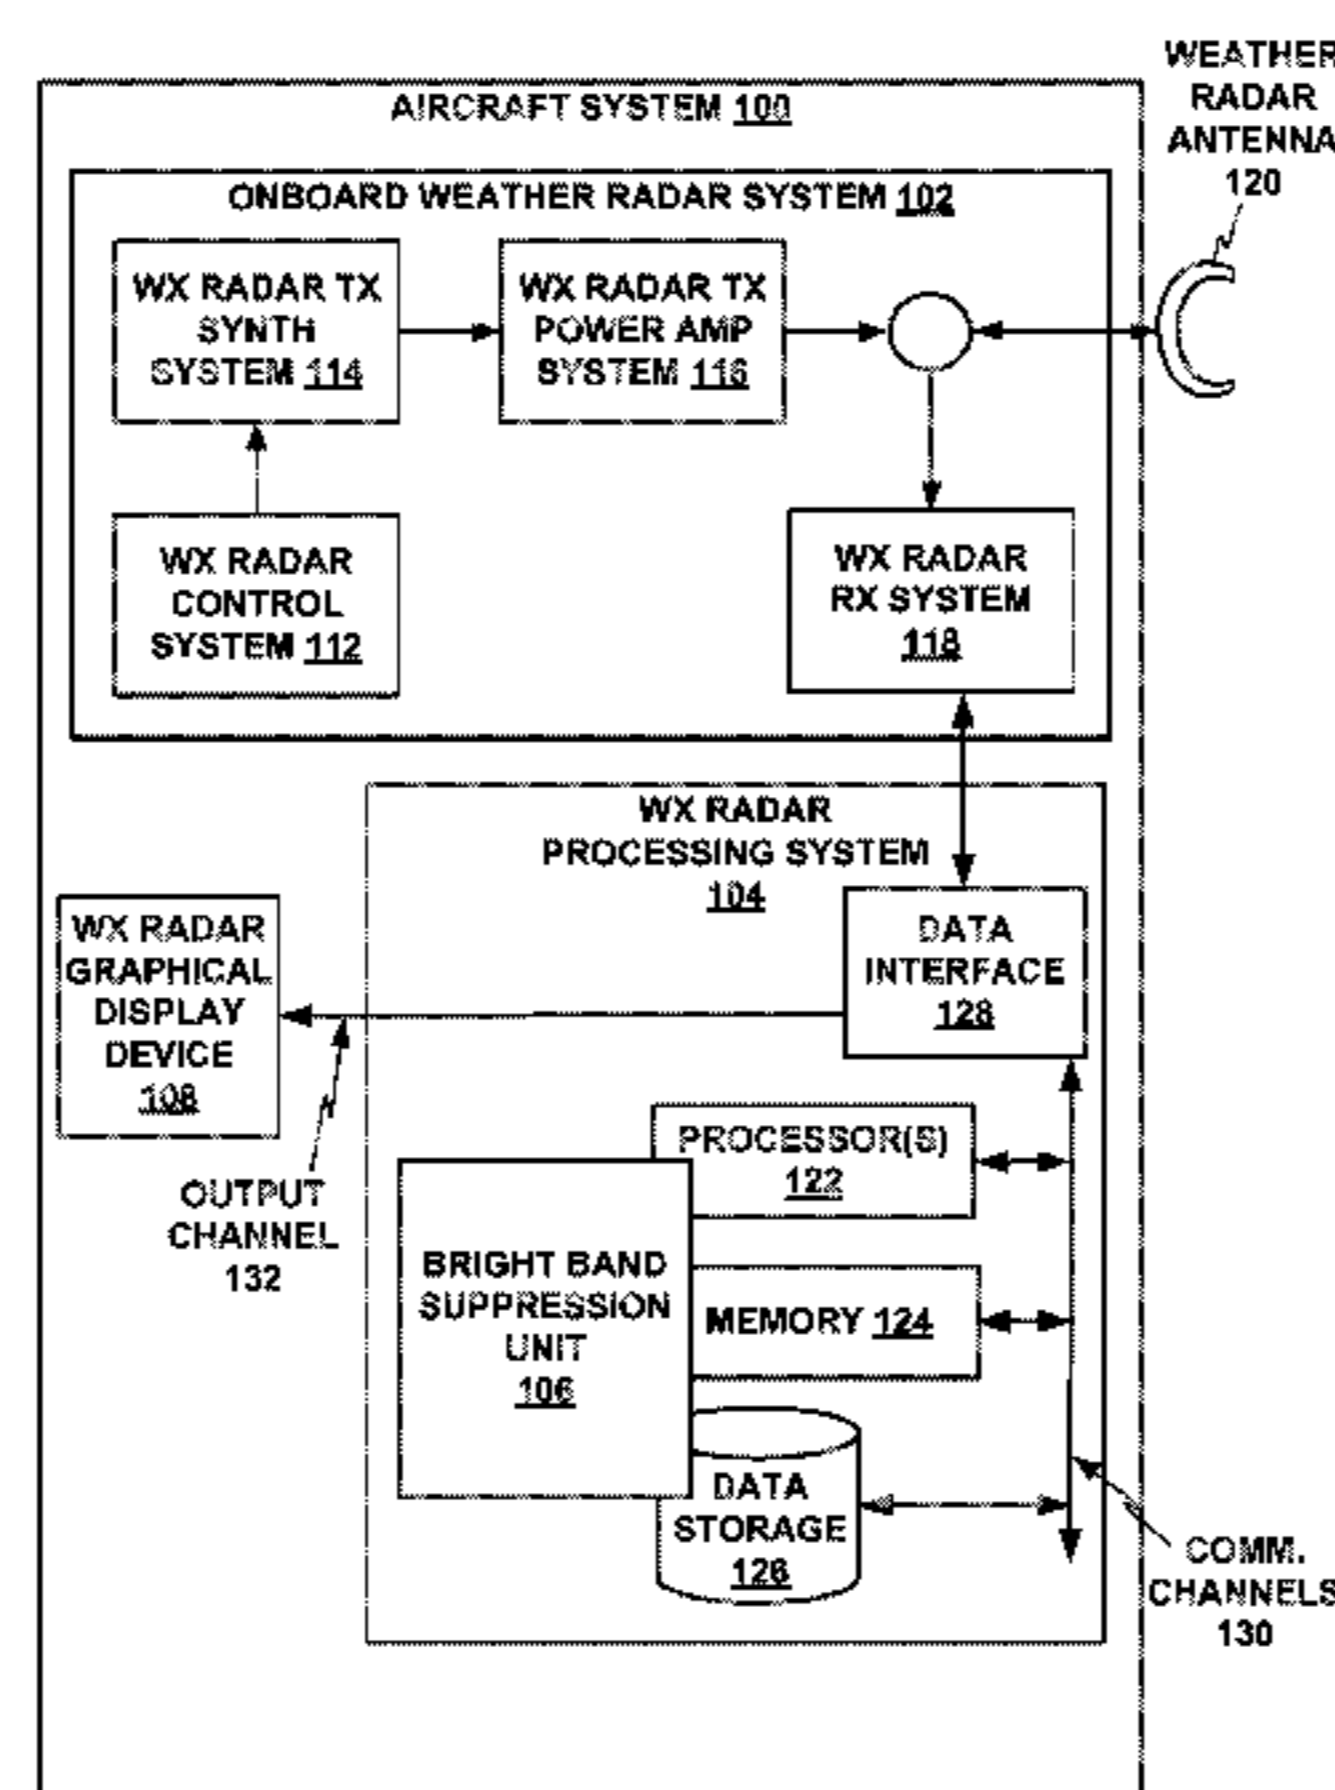 WEATHER
RADAR
ANTENNA
120
AIRCRAFT SYSTEM 100
ONBOARD WEATHER RADAR SYSTEM 102
WX RADAR TX
SYNTH
SYSTEM 114
WX RADAR TX
POWER AMP
SYSTEM 116
WX RADAR
CONTROL
SYSTEM 112
WX RADAR
RX SYSTEM
118
WX RADAR
PROCESSING SYSTEM
104
WX RADAR
GRAPHICAL
DISPLAY
DEVICE
108
DATA
INTERFACE
128
OUTPUT
CHANNEL
132
PROCESSOR(S)
122
BRIGHT BAND
SUPPRESSION
UNIT
106
MEMORY 124
DATA
STORAGE
126
COMM.
CHANNELS
130